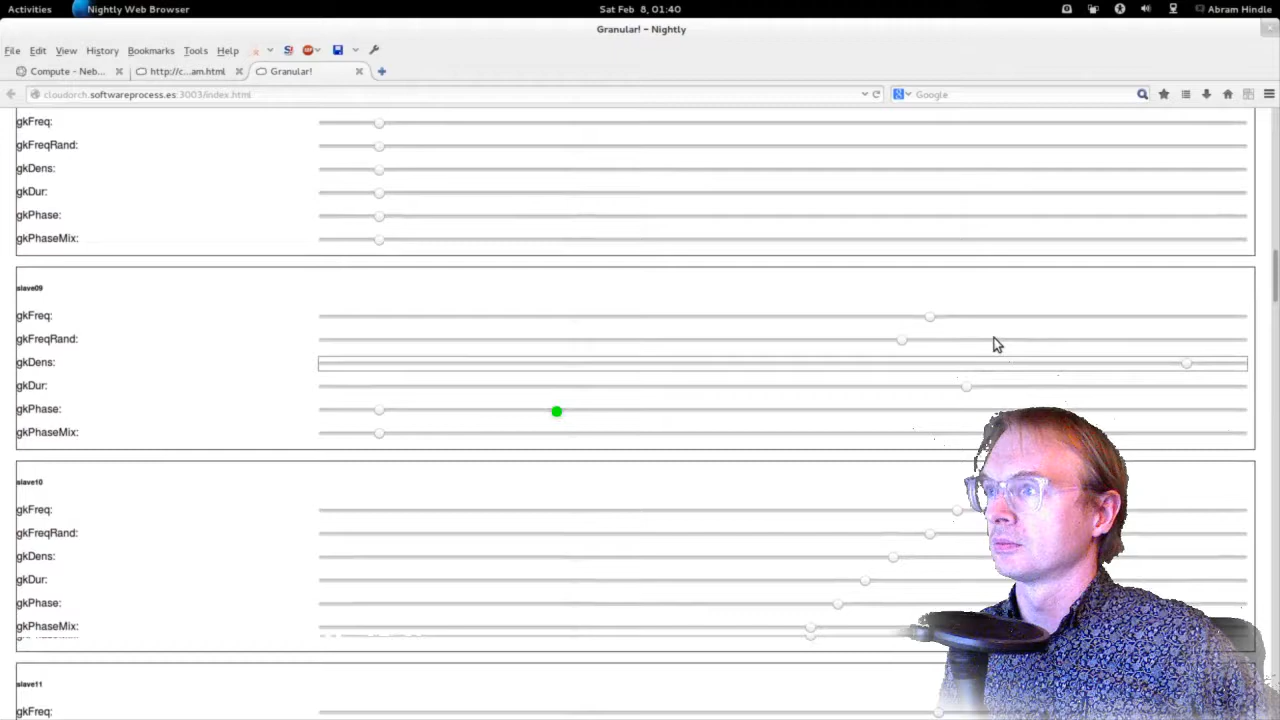 Activities Nightly Web Browser Sat Feb 8, 01:40 Abram Hindle
Granular! – Nightly
File Edit View History Bookmarks Tools Help
Compute - Neb... http://c...am.html Granular!
cloudorch.softwareprocess.es:3003/index.html Google
gkFreq:
gkFreqRand:
gkDens:
gkDur:
gkPhase:
gkPhaseMix:
slave09
gkFreq:
gkFreqRand:
gkDens:
gkDur:
gkPhase:
gkPhaseMix:
slave10
gkFreq:
gkFreqRand:
gkDens:
gkDur:
gkPhase:
gkPhaseMix:
slave11
gkFreq: